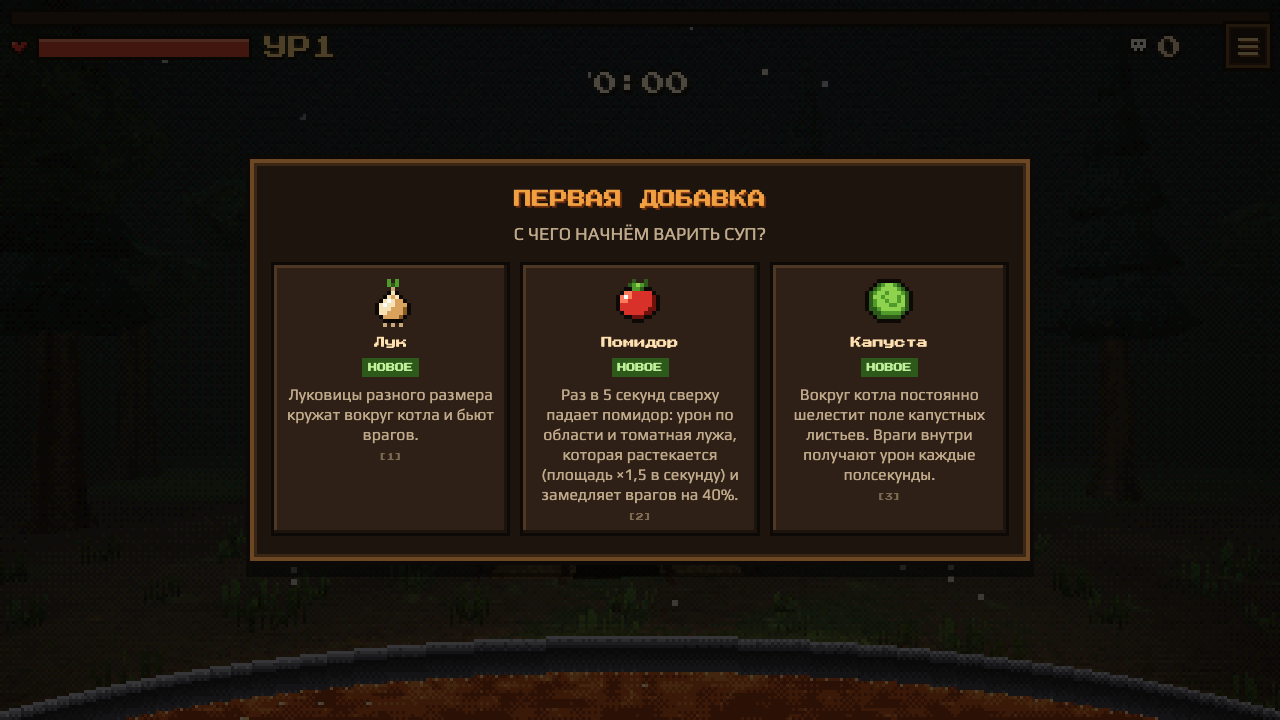 УР1
0
0:00
ПЕРВАЯ ДОБАВКА
С ЧЕГО НАЧНЁМ ВАРИТЬ СУП?
Лук
НОВОЕ
Луковицы разного размера
кружат вокруг котла и бьют
врагов.
[1]
Помидор
НОВОЕ
Раз в 5 секунд сверху
падает помидор: урон по
области и томатная лужа,
которая растекается
(площадь ×1,5 в секунду) и
замедляет врагов на 40%.
[2]
Капуста
НОВОЕ
Вокруг котла постоянно
шелестит поле капустных
листьев. Враги внутри
получают урон каждые
полсекунды.
[3]